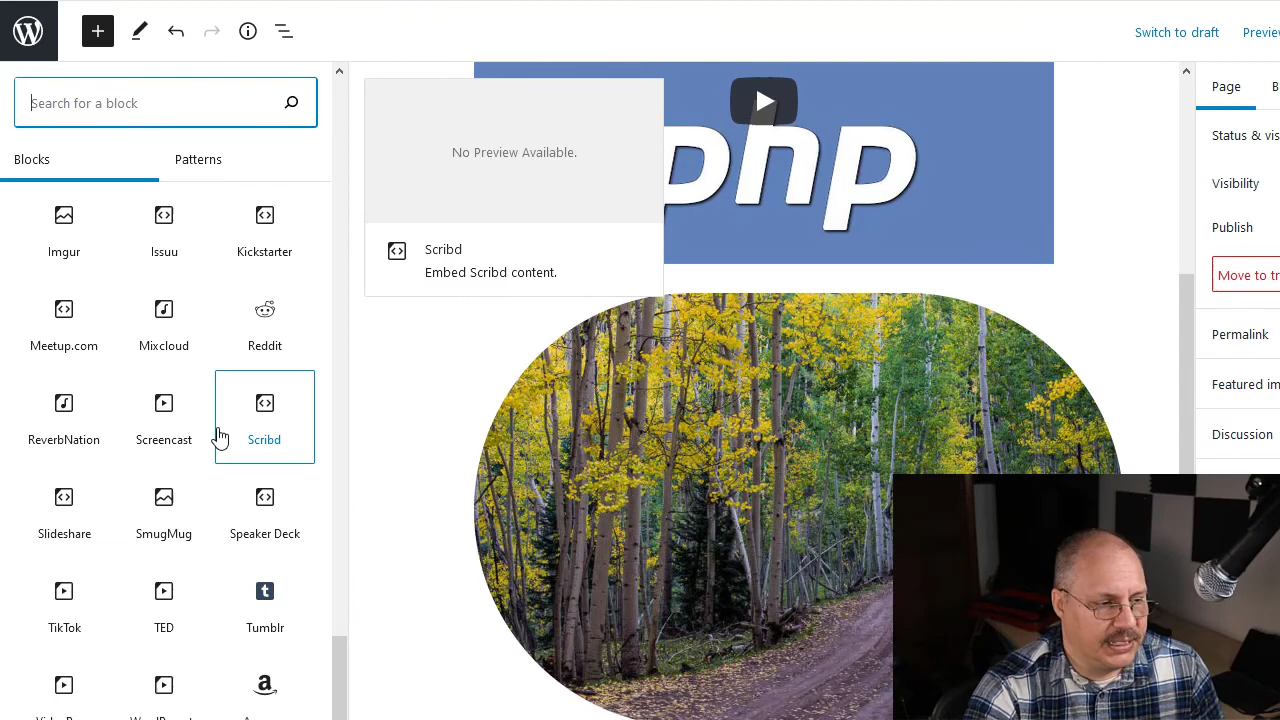 Switch to draft
Preview
Search for a block
Blocks
Patterns
Imgur
Issuu
Kickstarter
Meetup.com
Mixcloud
Reddit
ReverbNation
Screencast
Scribd
Slideshare
SmugMug
Speaker Deck
TikTok
TED
Tumblr
No Preview Available.
Scribd
Embed Scribd content.
php
Page
B
Status & vis
Visibility
Publish
Move to tr
Permalink
Featured im
Discussion